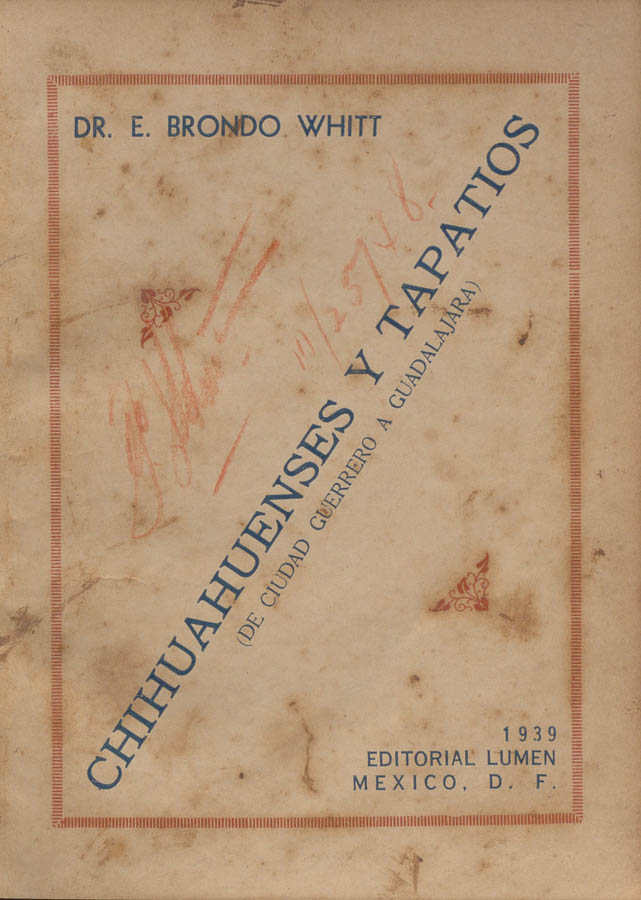 DR. E. BRONDO WHITT
CHIHUAHUENSES Y TAPATIOS
(DE CIUDAD GUERRERO A GUADALAJARA)
1939
EDITORIAL LUMEN
MEXICO, D. F.